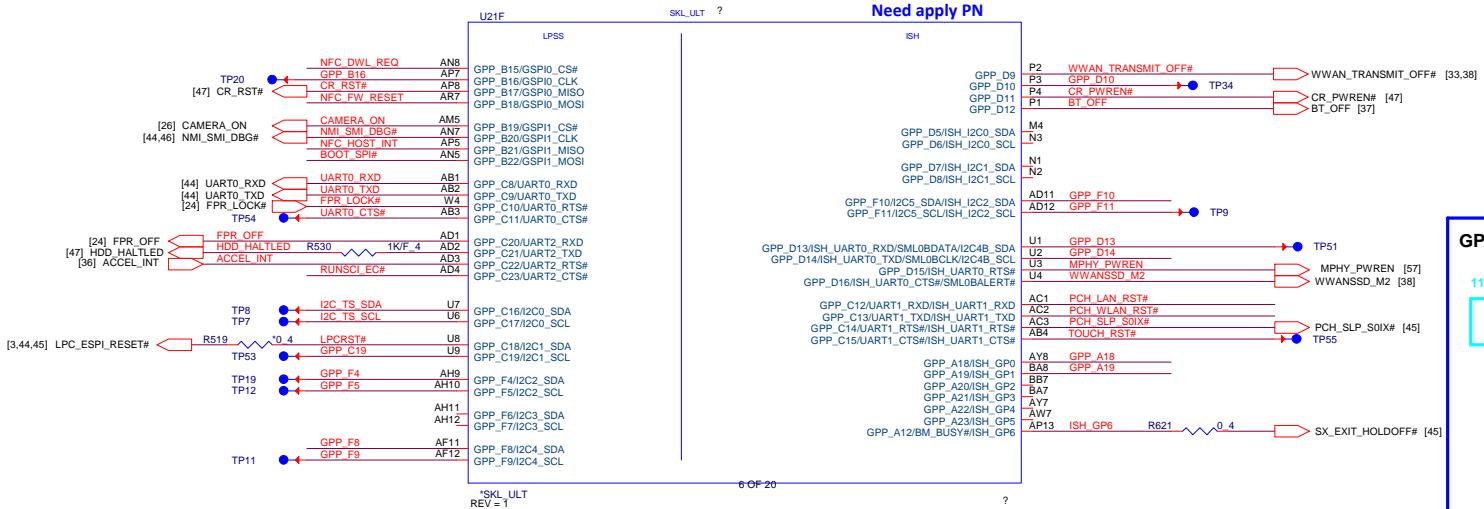 U21F SKL_ULT ? Need apply PN
LPSS ISH
NFC_DWL_REQ AN8 GPP_B15/GSPI0_CS#
TP20 GPP_B16 AP7 GPP_B16/GSPI0_CLK
[47] CR_RST# CR_RST# AP8 GPP_B17/GSPI0_MISO
NFC_FW_RESET AR7 GPP_B18/GSPI0_MOSI
[26] CAMERA_ON CAMERA_ON AM5 GPP_B19/GSPI1_CS#
[44,46] NMI_SMI_DBG# NMI_SMI_DBG# AN7 GPP_B20/GSPI1_CLK
NFC_HOST_INT AP5 GPP_B21/GSPI1_MISO
BOOT_SPI# AN5 GPP_B22/GSPI1_MOSI
[44] UART0_RXD UART0_RXD AB1 GPP_C8/UART0_RXD
[44] UART0_TXD UART0_TXD AB2 GPP_C9/UART0_TXD
[24] FPR_LOCK# FPR_LOCK# W4 GPP_C10/UART0_RTS#
TP54 UART0_CTS# AB3 GPP_C11/UART0_CTS#
[24] FPR_OFF FPR_OFF AD1 GPP_C20/UART2_RXD
[47] HDD_HALTLED HDD_HALTLED R530 1K/F_4 AD2 GPP_C21/UART2_TXD
[36] ACCEL_INT ACCEL_INT AD3 GPP_C22/UART2_RTS#
RUNSCI_EC# AD4 GPP_C23/UART2_CTS#
TP8 I2C_TS_SDA U7 GPP_C16/I2C0_SDA
TP7 I2C_TS_SCL U6 GPP_C17/I2C0_SCL
[3,44,45] LPC_ESPI_RESET# R519 *0_4 LPCRST# U8 GPP_C18/I2C1_SDA
TP53 GPP_C19 U9 GPP_C19/I2C1_SCL
TP19 GPP_F4 AH9 GPP_F4/I2C2_SDA
TP12 GPP_F5 AH10 GPP_F5/I2C2_SCL
AH11 GPP_F6/I2C3_SDA
AH12 GPP_F7/I2C3_SCL
GPP_F8 AF11 GPP_F8/I2C4_SDA
TP11 GPP_F9 AF12 GPP_F9/I2C4_SCL
GPP_D9 P2 WWAN_TRANSMIT_OFF# WWAN_TRANSMIT_OFF# [33,38]
GPP_D10 P3 GPP_D10 TP34
GPP_D11 P4 CR_PWREN# CR_PWREN# [47]
GPP_D12 P1 BT_OFF BT_OFF [37]
GPP_D5/ISH_I2C0_SDA M4
GPP_D6/ISH_I2C0_SCL N3
GPP_D7/ISH_I2C1_SDA N1
GPP_D8/ISH_I2C1_SCL N2
GPP_F10/I2C5_SDA/ISH_I2C2_SDA AD11 GPP_F10
GPP_F11/I2C5_SCL/ISH_I2C2_SCL AD12 GPP_F11 TP9
GPP_D13/ISH_UART0_RXD/SML0BDATA/I2C4B_SDA U1 GPP_D13 TP51
GPP_D14/ISH_UART0_TXD/SML0BCLK/I2C4B_SCL U2 GPP_D14
GPP_D15/ISH_UART0_RTS# U3 MPHY_PWREN MPHY_PWREN [57]
GPP_D16/ISH_UART0_CTS#/SML0BALERT# U4 WWANSSD_M2 WWANSSD_M2 [38]
GPP_C12/UART1_RXD/ISH_UART1_RXD AC1 PCH_LAN_RST#
GPP_C13/UART1_TXD/ISH_UART1_TXD AC2 PCH_WLAN_RST#
GPP_C14/UART1_RTS#/ISH_UART1_RTS# AC3 PCH_SLP_S0IX# PCH_SLP_S0IX# [45]
GPP_C15/UART1_CTS#/ISH_UART1_CTS# AB4 TOUCH_RST# TP55
GPP_A18/ISH_GP0 AY8 GPP_A18
GPP_A19/ISH_GP1 BA8 GPP_A19
GPP_A20/ISH_GP2 BB7
GPP_A21/ISH_GP3 BA7
GPP_A22/ISH_GP4 AY7
GPP_A23/ISH_GP5 AW7
GPP_A12/BM_BUSY#/ISH_GP6 AP13 ISH_GP6 R621 0_4 SX_EXIT_HOLDOFF# [45]
6 OF 20
*SKL_ULT
REV = 1 ?
GP
11